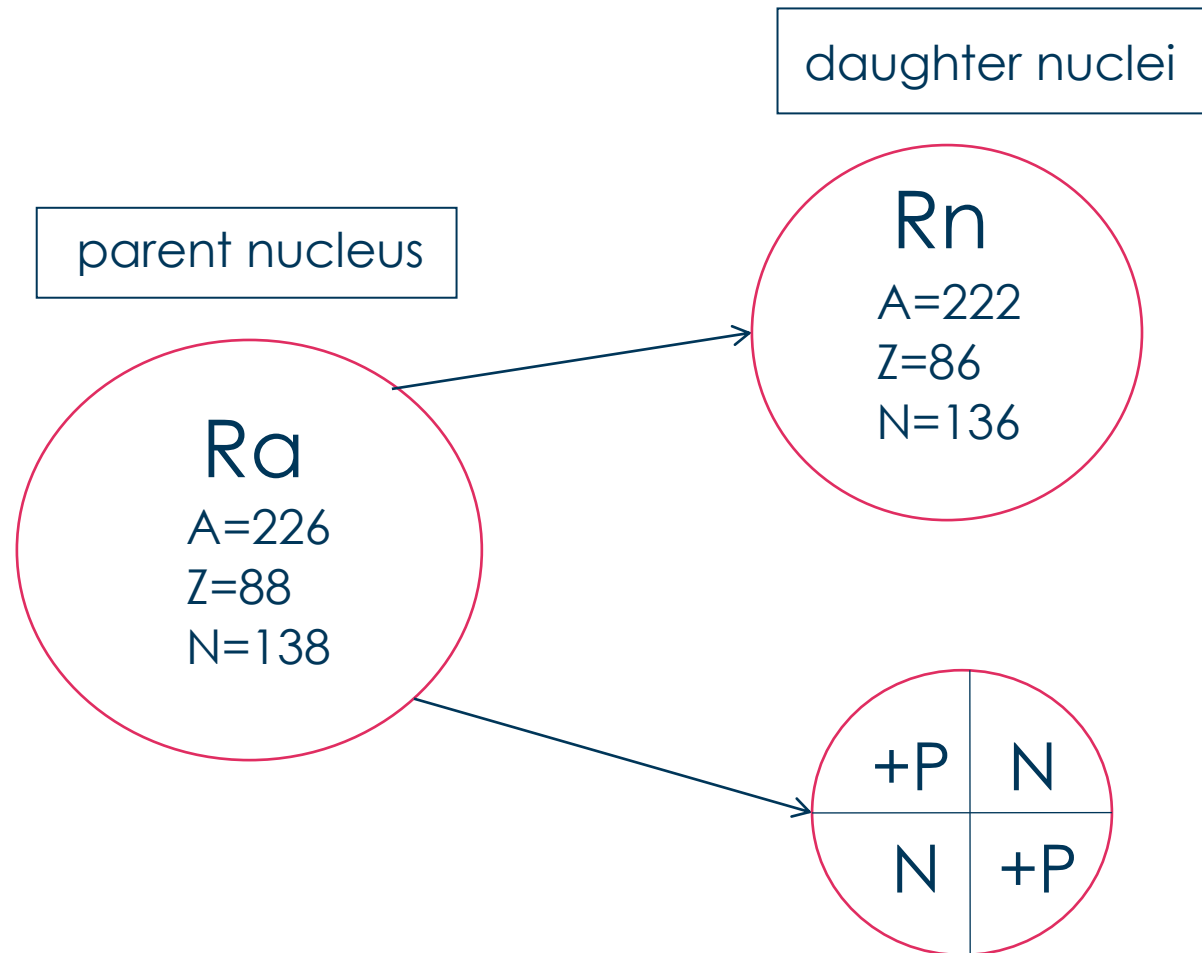 daughter nuclei
parent nucleus
Rn
A=222
Z=86
N=136
Ra
A=226
Z=88
N=138
+P N
N +P